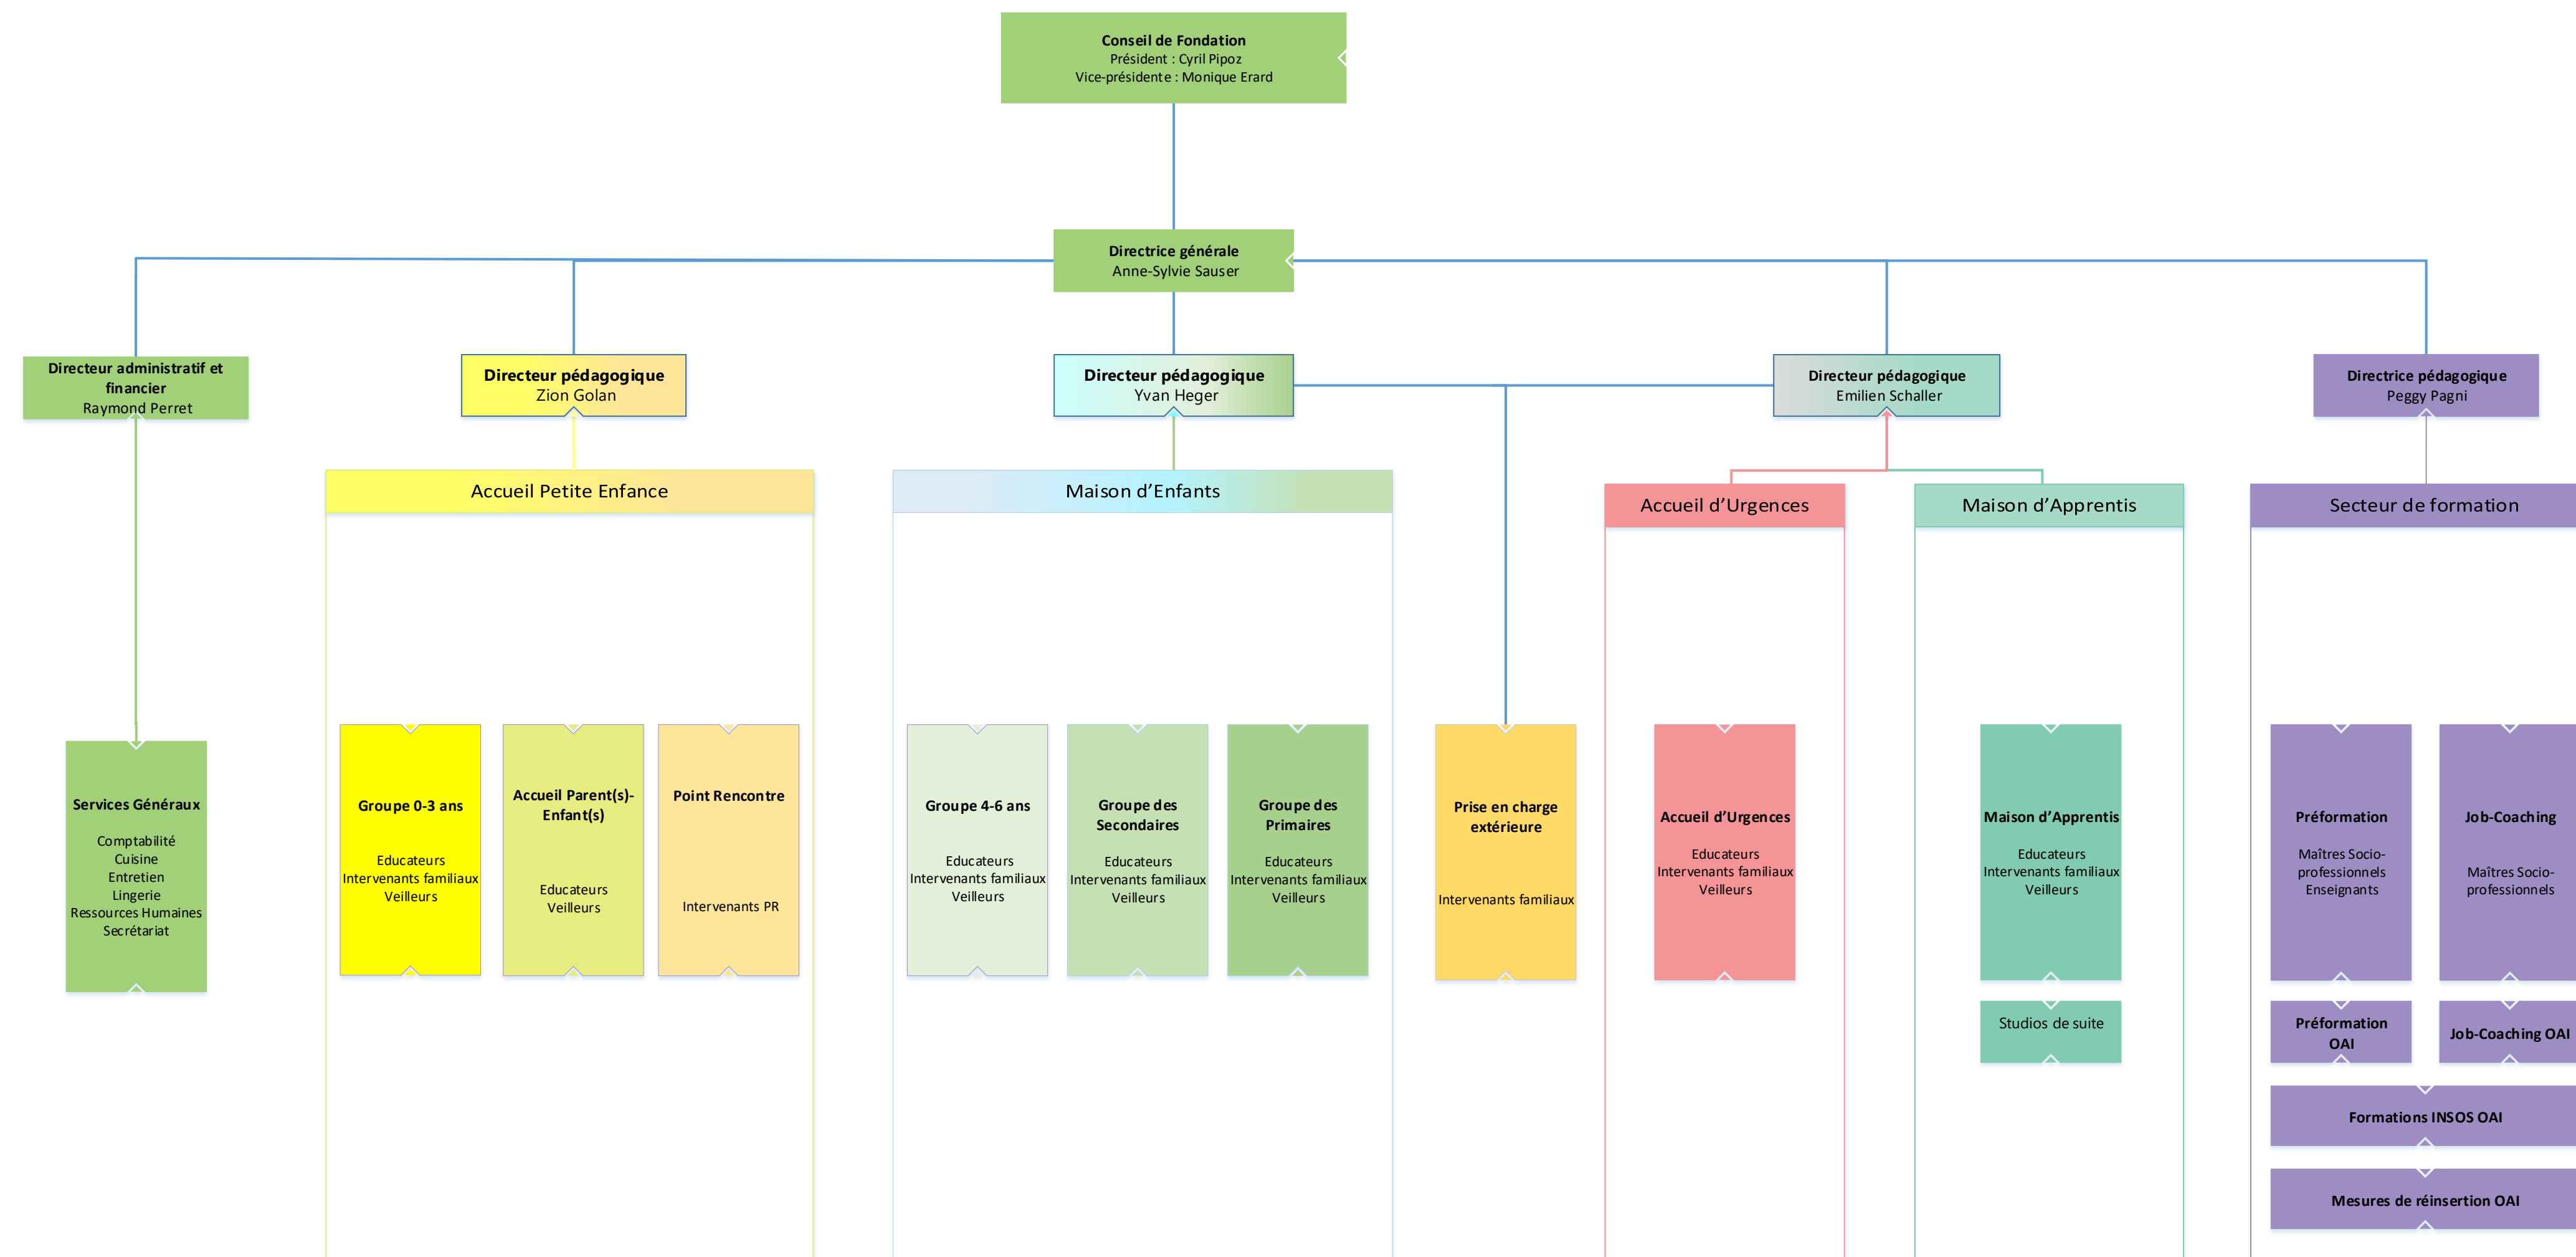 Conseil de Fondation
Président : Cyril Pipoz
Vice-présidente : Monique Erard
Directrice générale
Anne-Sylvie Sauser
Directeur administratif et
financier
Raymond Perret
Directeur pédagogique
Zion Golan
Directeur pédagogique
Yvan Heger
Directeur pédagogique
Emilien Schaller
Directrice pédagogique
Peggy Pagni
Accueil Petite Enfance
Maison d’Enfants
Accueil d’Urgences
Maison d’Apprentis
Secteur de formation
Services Généraux
Comptabilité
Cuisine
Entretien
Lingerie
Ressources Humaines
Secrétariat
Groupe 0-3 ans
Educateurs
Intervenants familiaux
Veilleurs
Accueil Parent(s)-
Enfant(s)
Educateurs
Veilleurs
Point Rencontre
Intervenants PR
Groupe 4-6 ans
Educateurs
Intervenants familiaux
Veilleurs
Groupe des
Secondaires
Educateurs
Intervenants familiaux
Veilleurs
Groupe des
Primaires
Educateurs
Intervenants familiaux
Veilleurs
Prise en charge
extérieure
Intervenants familiaux
Accueil d’Urgences
Educateurs
Intervenants familiaux
Veilleurs
Maison d’Apprentis
Educateurs
Intervenants familiaux
Veilleurs
Studios de suite
Préformation
Maîtres Socio-
professionnels
Enseignants
Job-Coaching
Maîtres Socio-
professionnels
Préformation
OAI
Job-Coaching OAI
Formations INSOS OAI
Mesures de réinsertion OAI